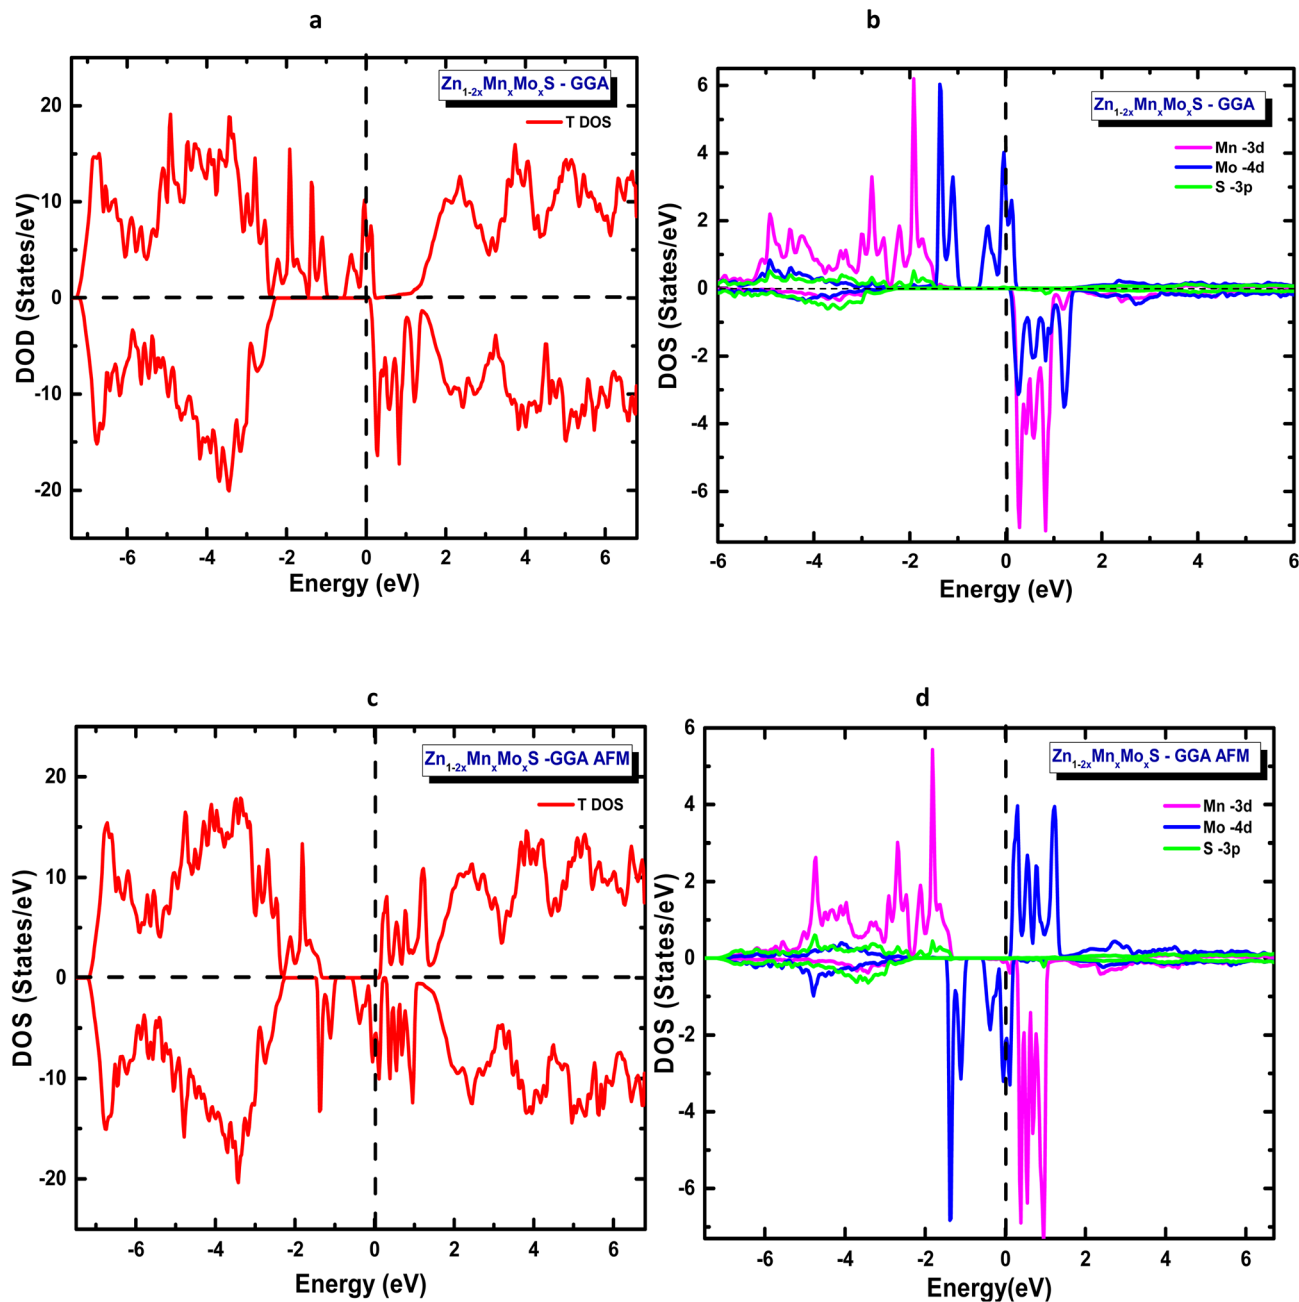 a
Zn1-2xMnxMoxS - GGA
T DOS
20
10
0
-10
-20
DOD (States/eV)
-6 -4 -2 0 2 4 6
Energy (eV)
b
Zn1-2xMnxMoxS - GGA
Mn -3d
Mo -4d
S -3p
6
4
2
0
-2
-4
-6
DOS (States/eV)
-6 -4 -2 0 2 4 6
Energy (eV)
c
Zn1-2xMnxMoxS -GGA AFM
T DOS
20
10
0
-10
-20
DOS (States/eV)
-6 -4 -2 0 2 4 6
Energy (eV)
d
Zn1-2xMnxMoxS - GGA AFM
Mn -3d
Mo -4d
S -3p
6
4
2
0
-2
-4
-6
DOS (States/eV)
-6 -4 -2 0 2 4 6
Energy(eV)